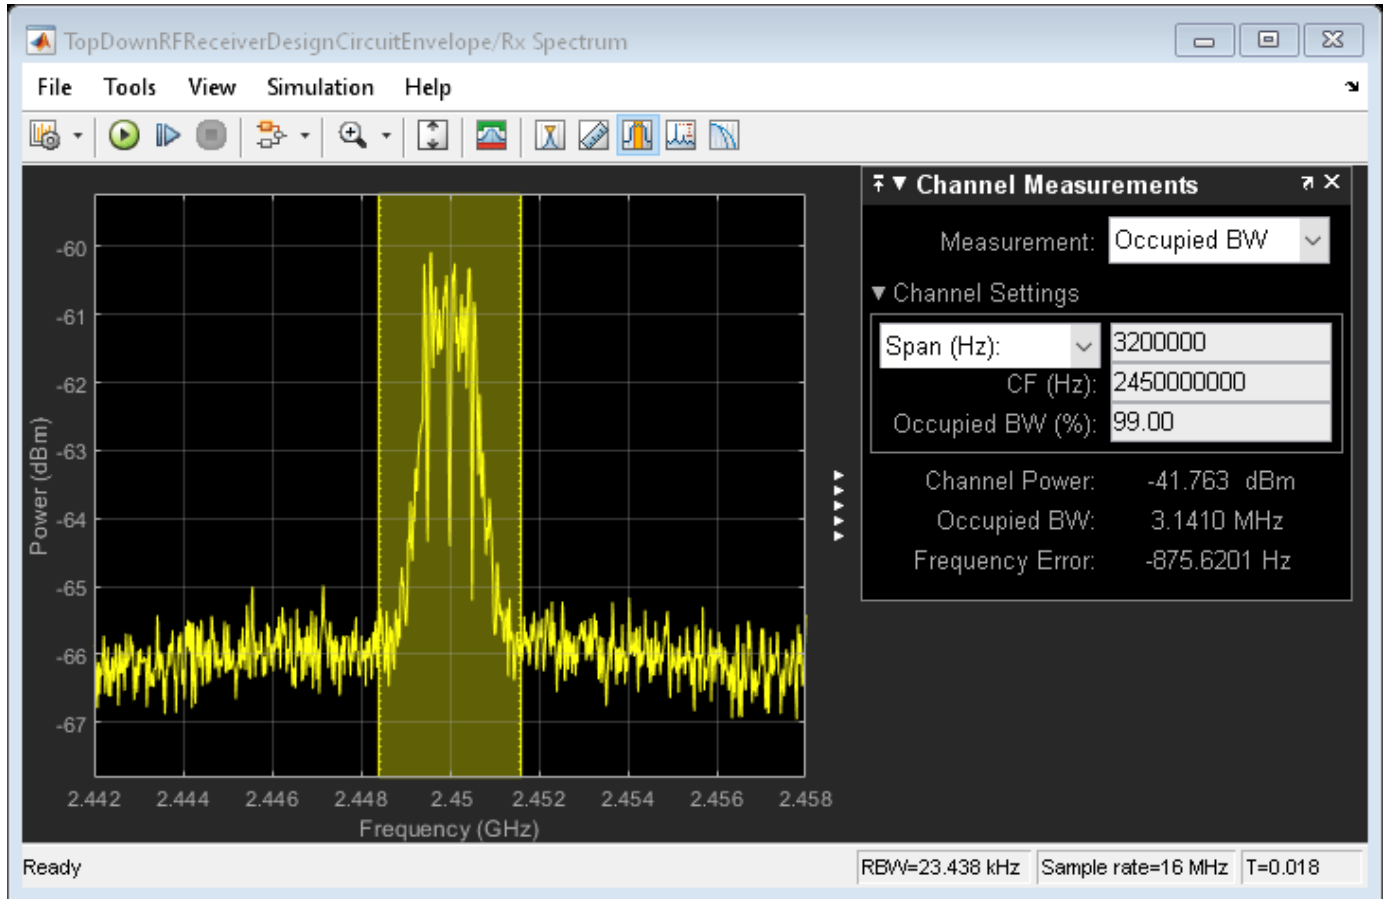 TopDownRFReceiverDesignCircuitEnvelope/Rx Spectrum
File Tools View Simulation Help
Channel Measurements
Measurement: Occupied BW
Channel Settings
Span (Hz): 3200000
CF (Hz): 2450000000
Occupied BW (%): 99.00
Channel Power: -41.763 dBm
Occupied BW: 3.1410 MHz
Frequency Error: -875.6201 Hz
Power (dBm)
-60
-61
-62
-63
-64
-65
-66
-67
2.442 2.444 2.446 2.448 2.45 2.452 2.454 2.456 2.458
Frequency (GHz)
Ready RBW=23.438 kHz Sample rate=16 MHz T=0.018